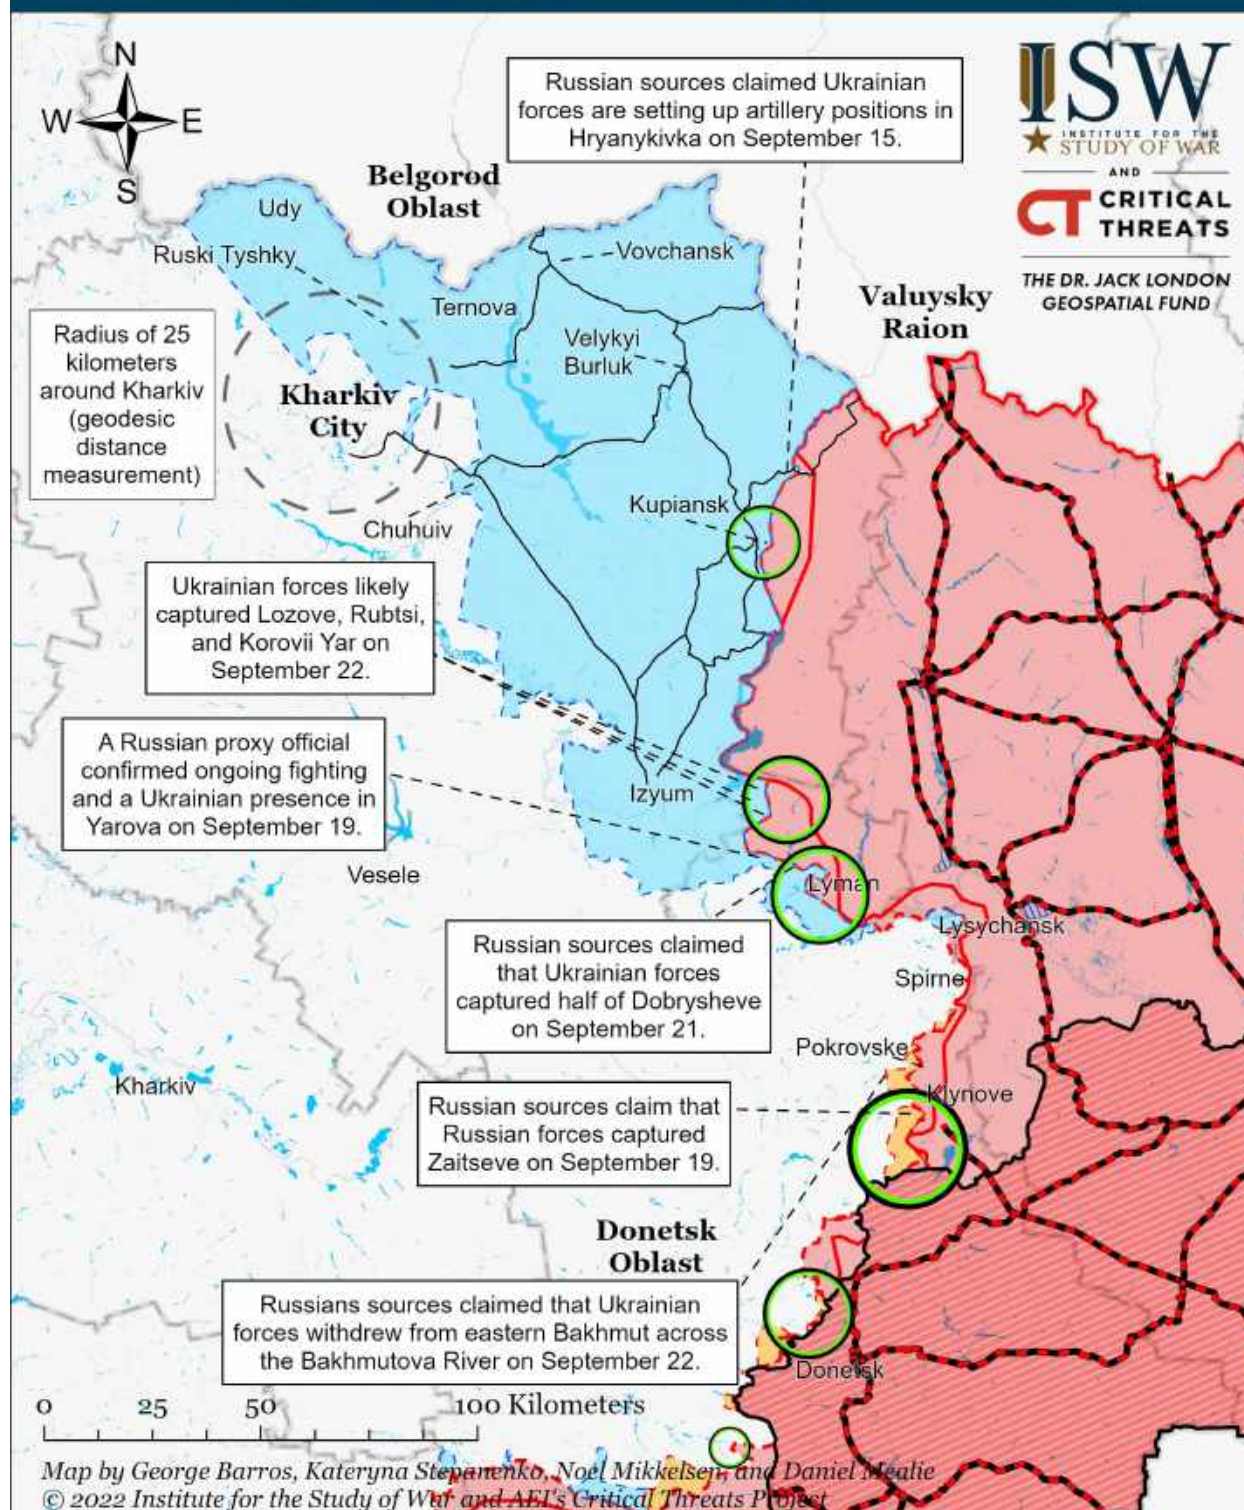 N
W E
S
Russian sources claimed Ukrainian
forces are setting up artillery positions in
Hryanykivka on September 15.
ISW
INSTITUTE FOR THE
STUDY OF WAR
AND
CT CRITICAL
THREATS
THE DR. JACK LONDON
GEOSPATIAL FUND
Belgorod
Oblast
Udy
Ruski Tyshky
Vovchansk
Ternova
Valuysky
Raion
Velykyi
Burluk
Radius of 25
kilometers
around Kharkiv
(geodesic
distance
measurement)
Kharkiv
City
Kupiansk
Chuhuiv
Ukrainian forces likely
captured Lozove, Rubtsi,
and Korovii Yar on
September 22.
A Russian proxy official
confirmed ongoing fighting
and a Ukrainian presence in
Yarova on September 19.
Izyum
Vesele
Lyman
Lysychansk
Russian sources claimed
that Ukrainian forces
captured half of Dobrysheve
on September 21.
Spirne
Pokrovske
Kharkiv
Klynove
Russian sources claim that
Russian forces captured
Zaitseve on September 19.
Donetsk
Oblast
Russians sources claimed that Ukrainian
forces withdrew from eastern Bakhmut across
the Bakhmutova River on September 22.
Donetsk
0 25 50 100 Kilometers
Map by George Barros, Kateryna Stepanenko, Noel Mikkelsen, and Daniel Mealie
© 2022 Institute for the Study of War and AEI's Critical Threats Project